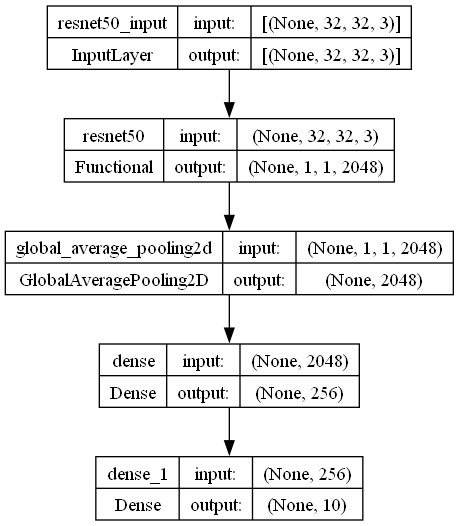 resnet50_input input: [(None, 32, 32, 3)]
InputLayer output: [(None, 32, 32, 3)]
resnet50 input: (None, 32, 32, 3)
Functional output: (None, 1, 1, 2048)
global_average_pooling2d input: (None, 1, 1, 2048)
GlobalAveragePooling2D output: (None, 2048)
dense input: (None, 2048)
Dense output: (None, 256)
dense_1 input: (None, 256)
Dense output: (None, 10)